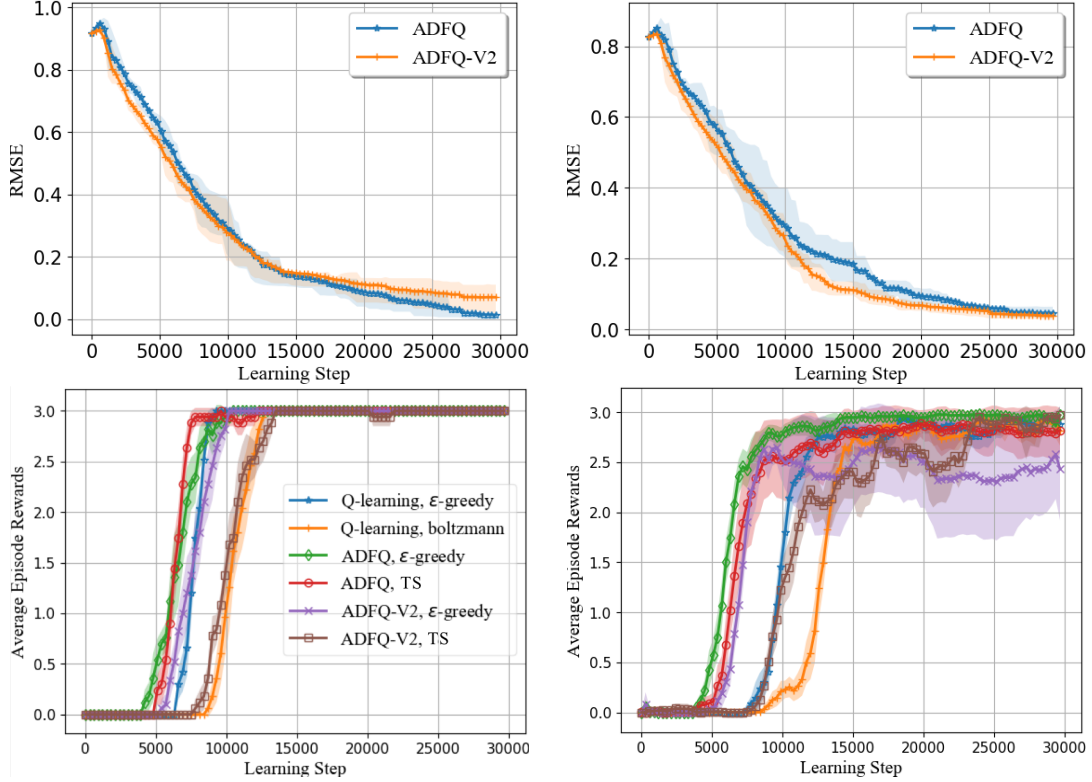 1.0
0.8
0.6
0.4
0.2
0.0
RMSE
ADFQ
ADFQ-V2
0
5000
10000
15000
20000
25000
30000
Learning Step
0.8
0.6
0.4
0.2
0.0
RMSE
ADFQ
ADFQ-V2
0
5000
10000
15000
20000
25000
30000
Learning Step
3.0
2.5
2.0
1.5
1.0
0.5
0.0
Average Episode Rewards
Q-learning, ε-greedy
Q-learning, boltzmann
ADFQ, ε-greedy
ADFQ, TS
ADFQ-V2, ε-greedy
ADFQ-V2, TS
0
5000
10000
15000
20000
25000
30000
Learning Step
3.0
2.5
2.0
1.5
1.0
0.5
0.0
Average Episode Rewards
0
5000
10000
15000
20000
25000
30000
Learning Step